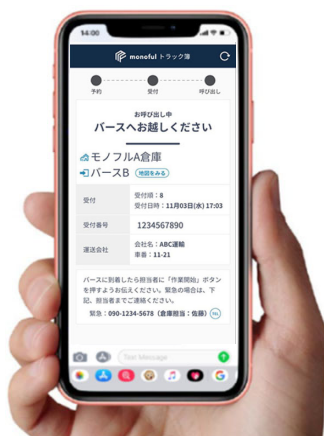 14:00
monoful トラック簿
予約 受付 呼び出し
お呼び出し中
バースへお越しください
モノフルA倉庫
バースB 地図をみる
受付 受付順：8
受付日時：11月03日(水) 17:03
受付番号 1234567890
運送会社 会社名：ABC運輸
車番：11-21
バースに到着したら担当者に「作業開始」ボタン
を押すようお伝えください。緊急の場合は、下
記、担当者までご連絡ください。
緊急：090-1234-5678（倉庫担当：佐藤）
Text Message